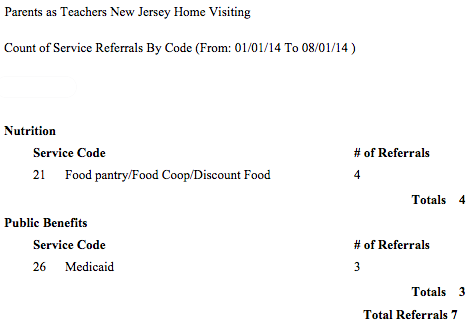 Parents as Teachers New Jersey Home Visiting
Count of Service Referrals By Code (From: 01/01/14 To 08/01/14 )
Nutrition
Service Code # of Referrals
21 Food pantry/Food Coop/Discount Food 4
Totals 4
Public Benefits
Service Code # of Referrals
26 Medicaid 3
Totals 3
Total Referrals 7